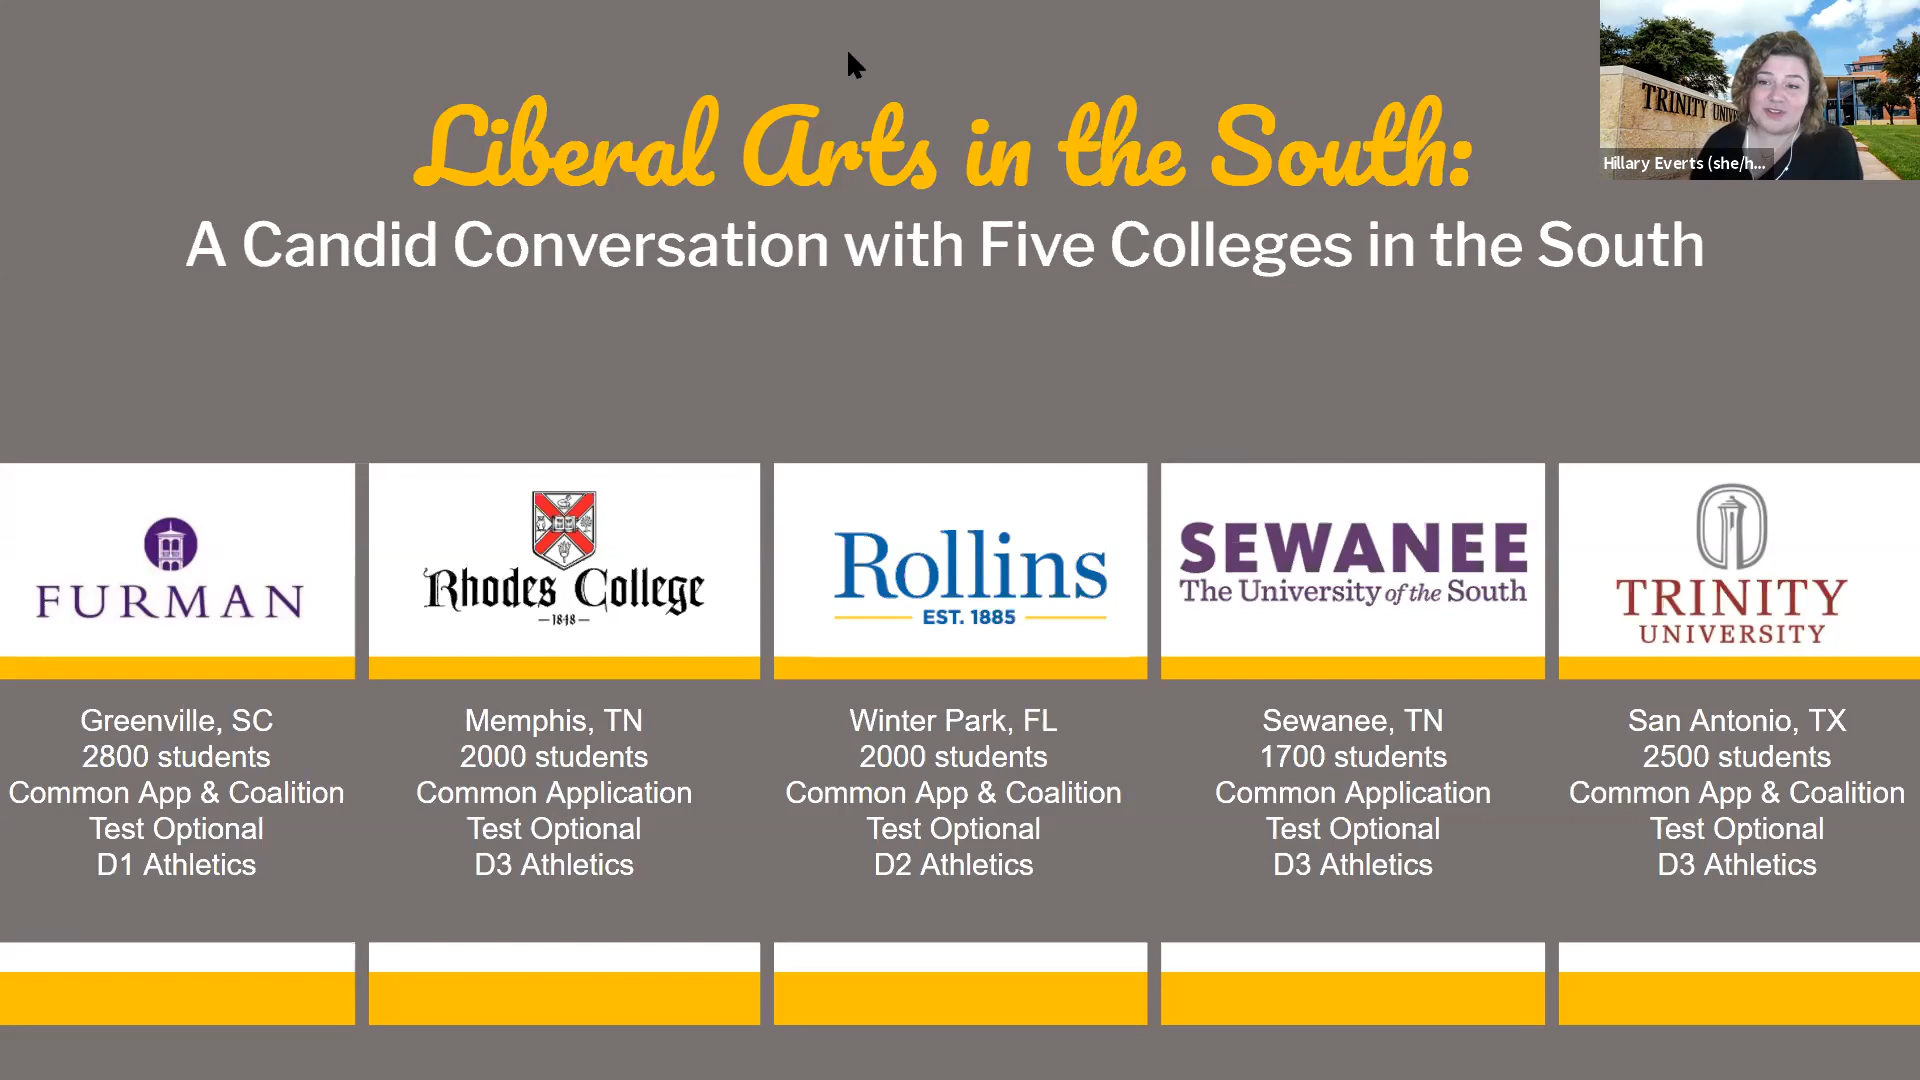 Liberal Arts in the South:
A Candid Conversation with Five Colleges in the South
TRINITY UNIVE
Hillary Everts (she/h...
FURMAN
Rhodes College
—1848—
Rollins
EST. 1885
SEWANEE
The University of the South
TRINITY
UNIVERSITY
Greenville, SC
2800 students
Common App & Coalition
Test Optional
D1 Athletics
Memphis, TN
2000 students
Common Application
Test Optional
D3 Athletics
Winter Park, FL
2000 students
Common App & Coalition
Test Optional
D2 Athletics
Sewanee, TN
1700 students
Common Application
Test Optional
D3 Athletics
San Antonio, TX
2500 students
Common App & Coalition
Test Optional
D3 Athletics